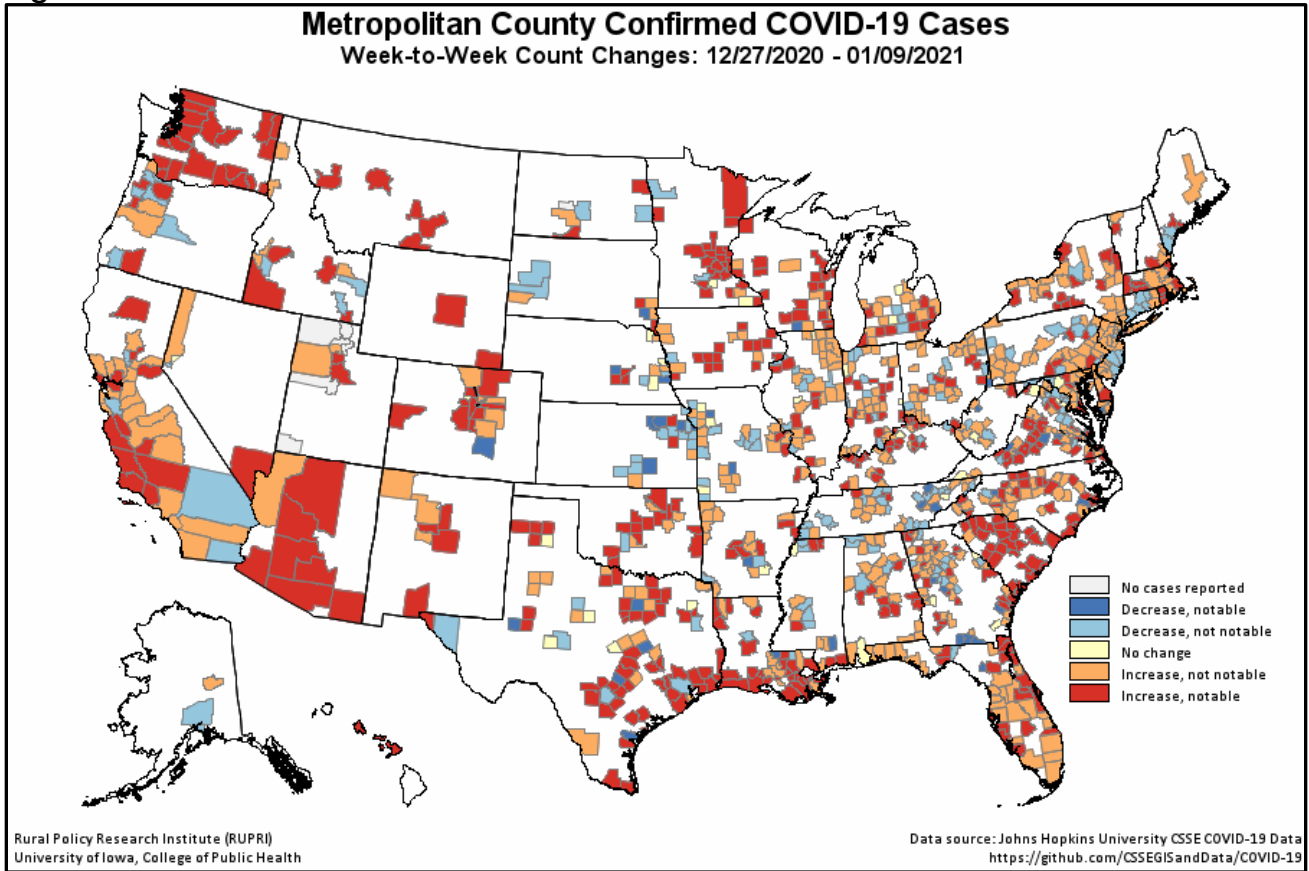 Metropolitan County Confirmed COVID-19 Cases
Week-to-Week Count Changes: 12/27/2020 - 01/09/2021
No cases reported
Decrease, notable
Decrease, not notable
No change
Increase, not notable
Increase, notable
Rural Policy Research Institute (RUPRI)
University of Iowa, College of Public Health
Data source: Johns Hopkins University CSSE COVID-19 Data
https://github.com/CSSEGISandData/COVID-19